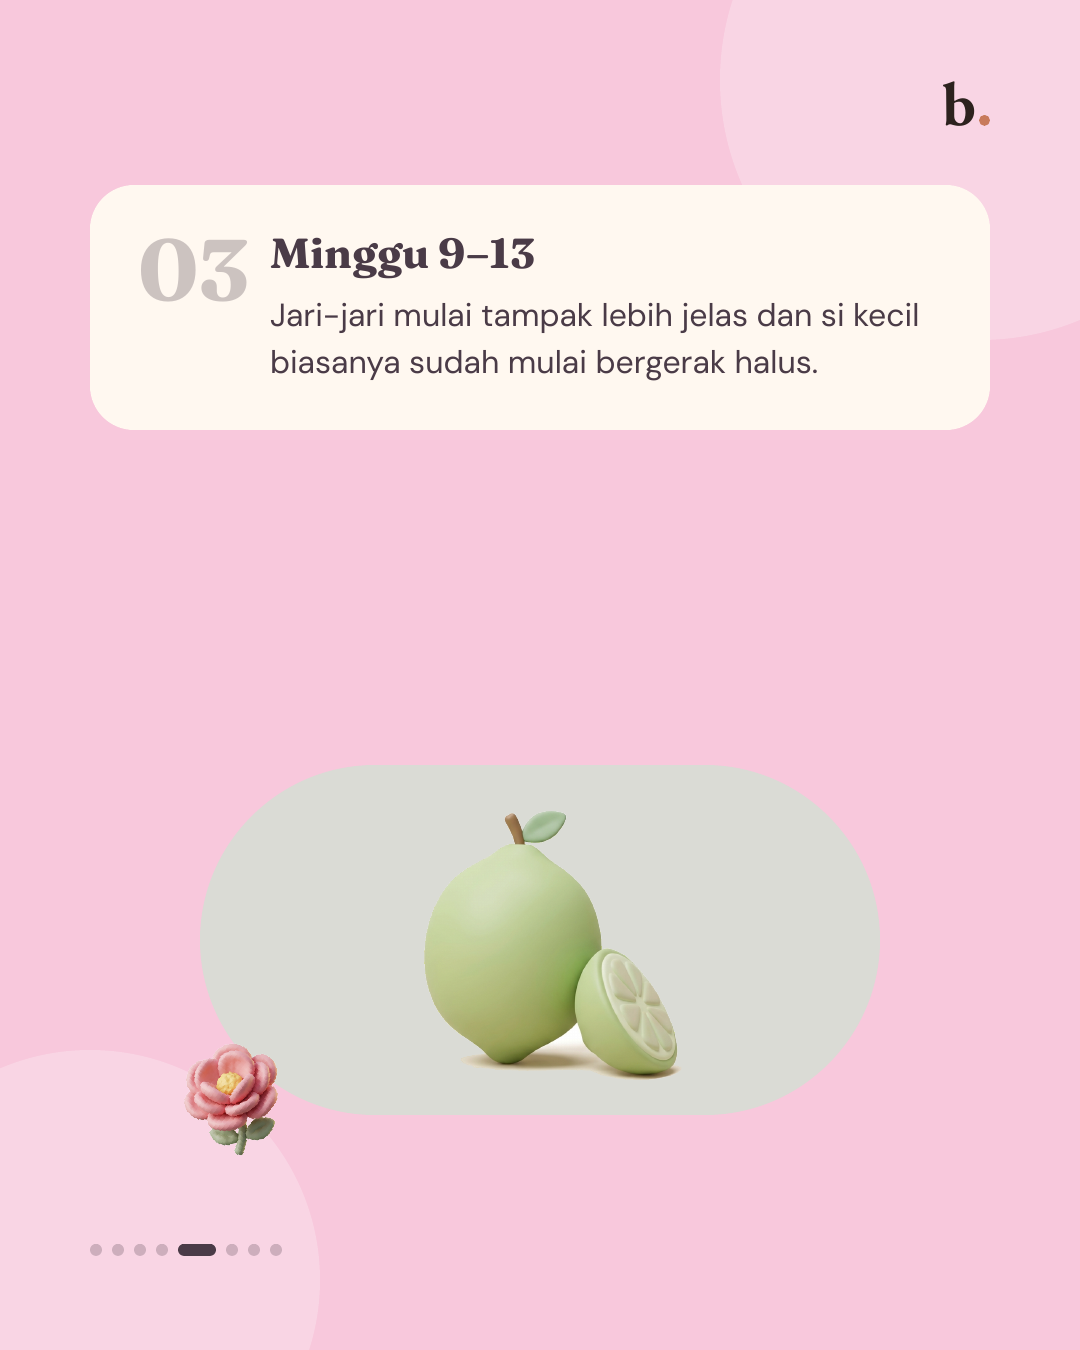 b.
03
Minggu 9–13
Jari-jari mulai tampak lebih jelas dan si kecil
biasanya sudah mulai bergerak halus.